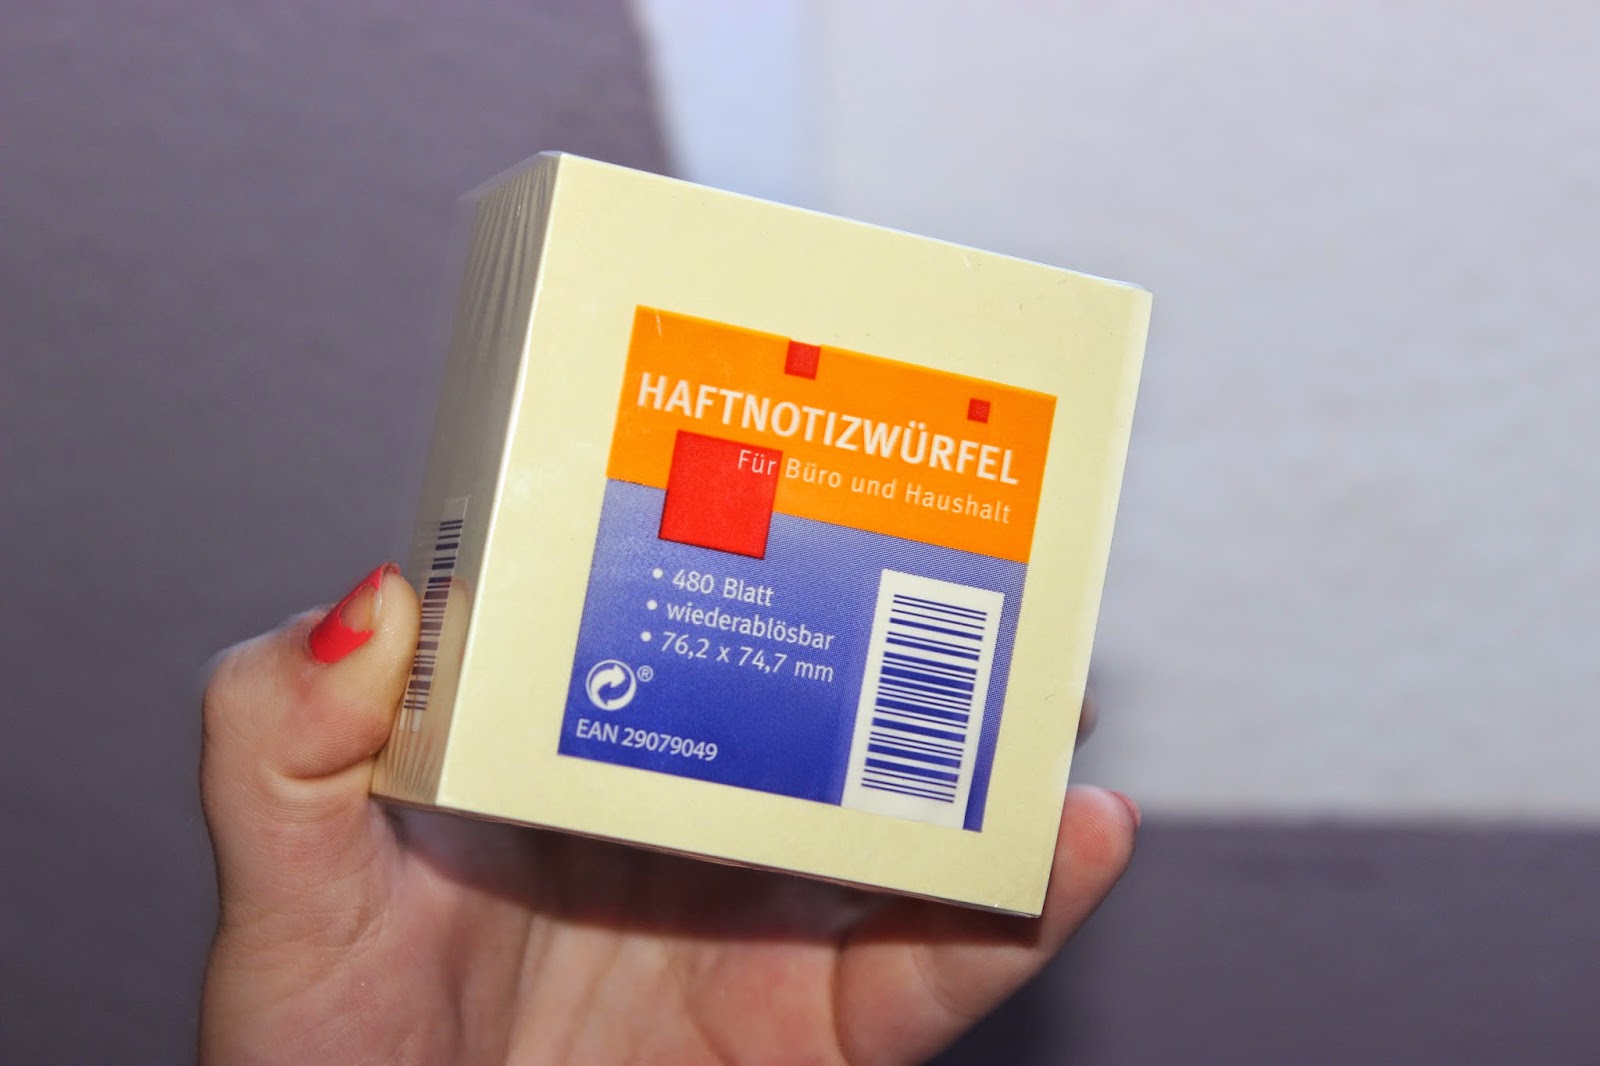 HAFTNOTIZWÜRFEL
Für Büro und Haushalt
• 480 Blatt
• wiederablösbar
• 76,2 x 74,7 mm
®
EAN 29079049